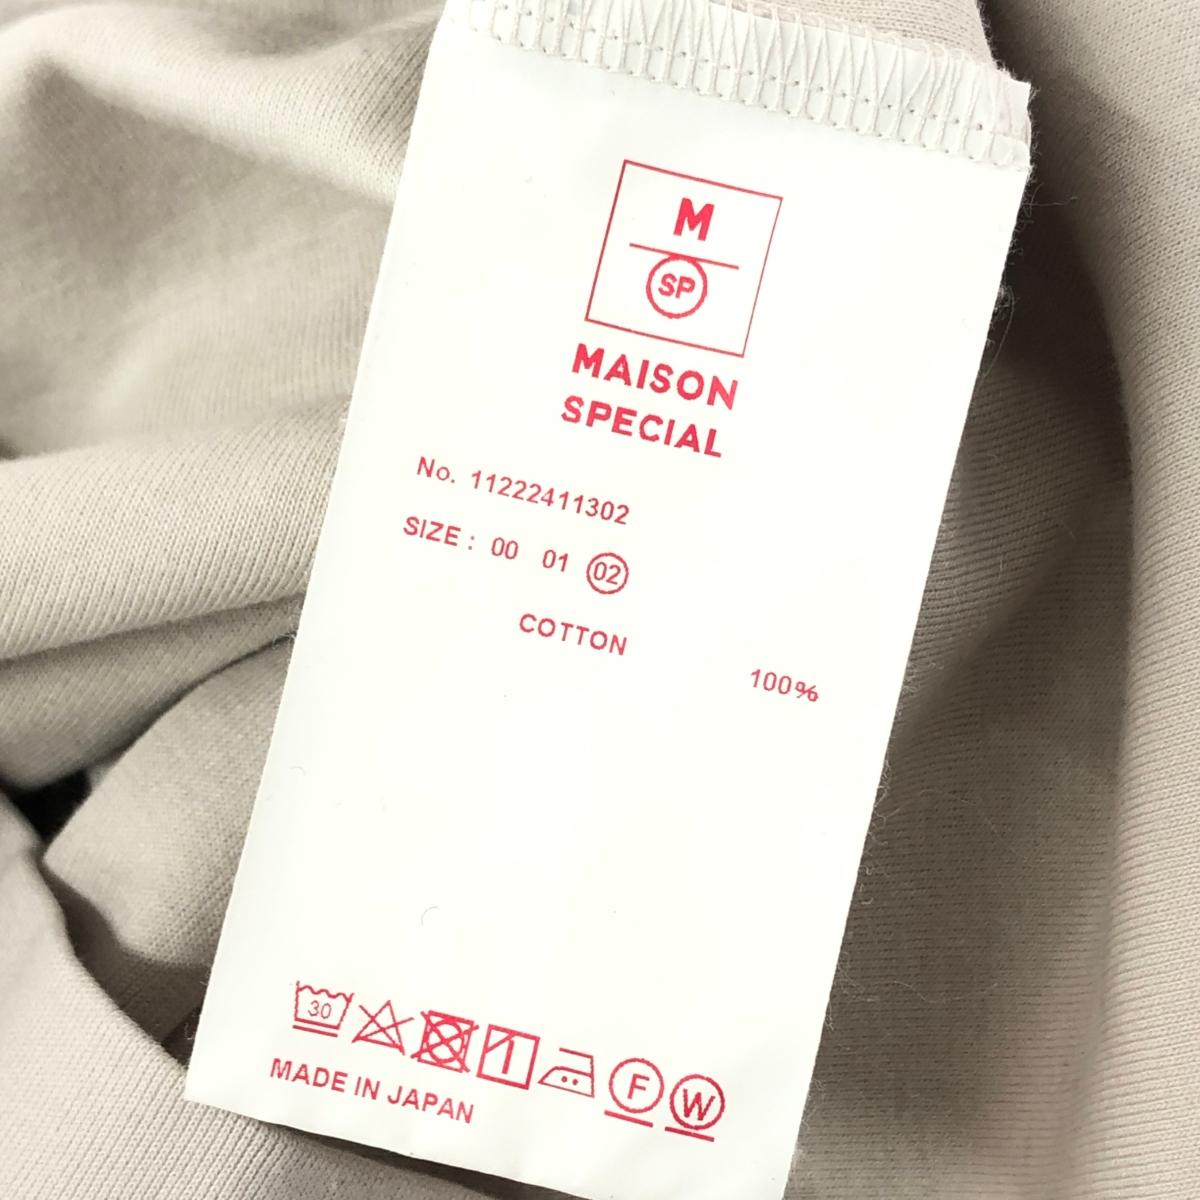 M
SP
MAISON
SPECIAL
No. 11222411302
SIZE : 00 01 02
COTTON
100%
30
F
W
MADE IN JAPAN